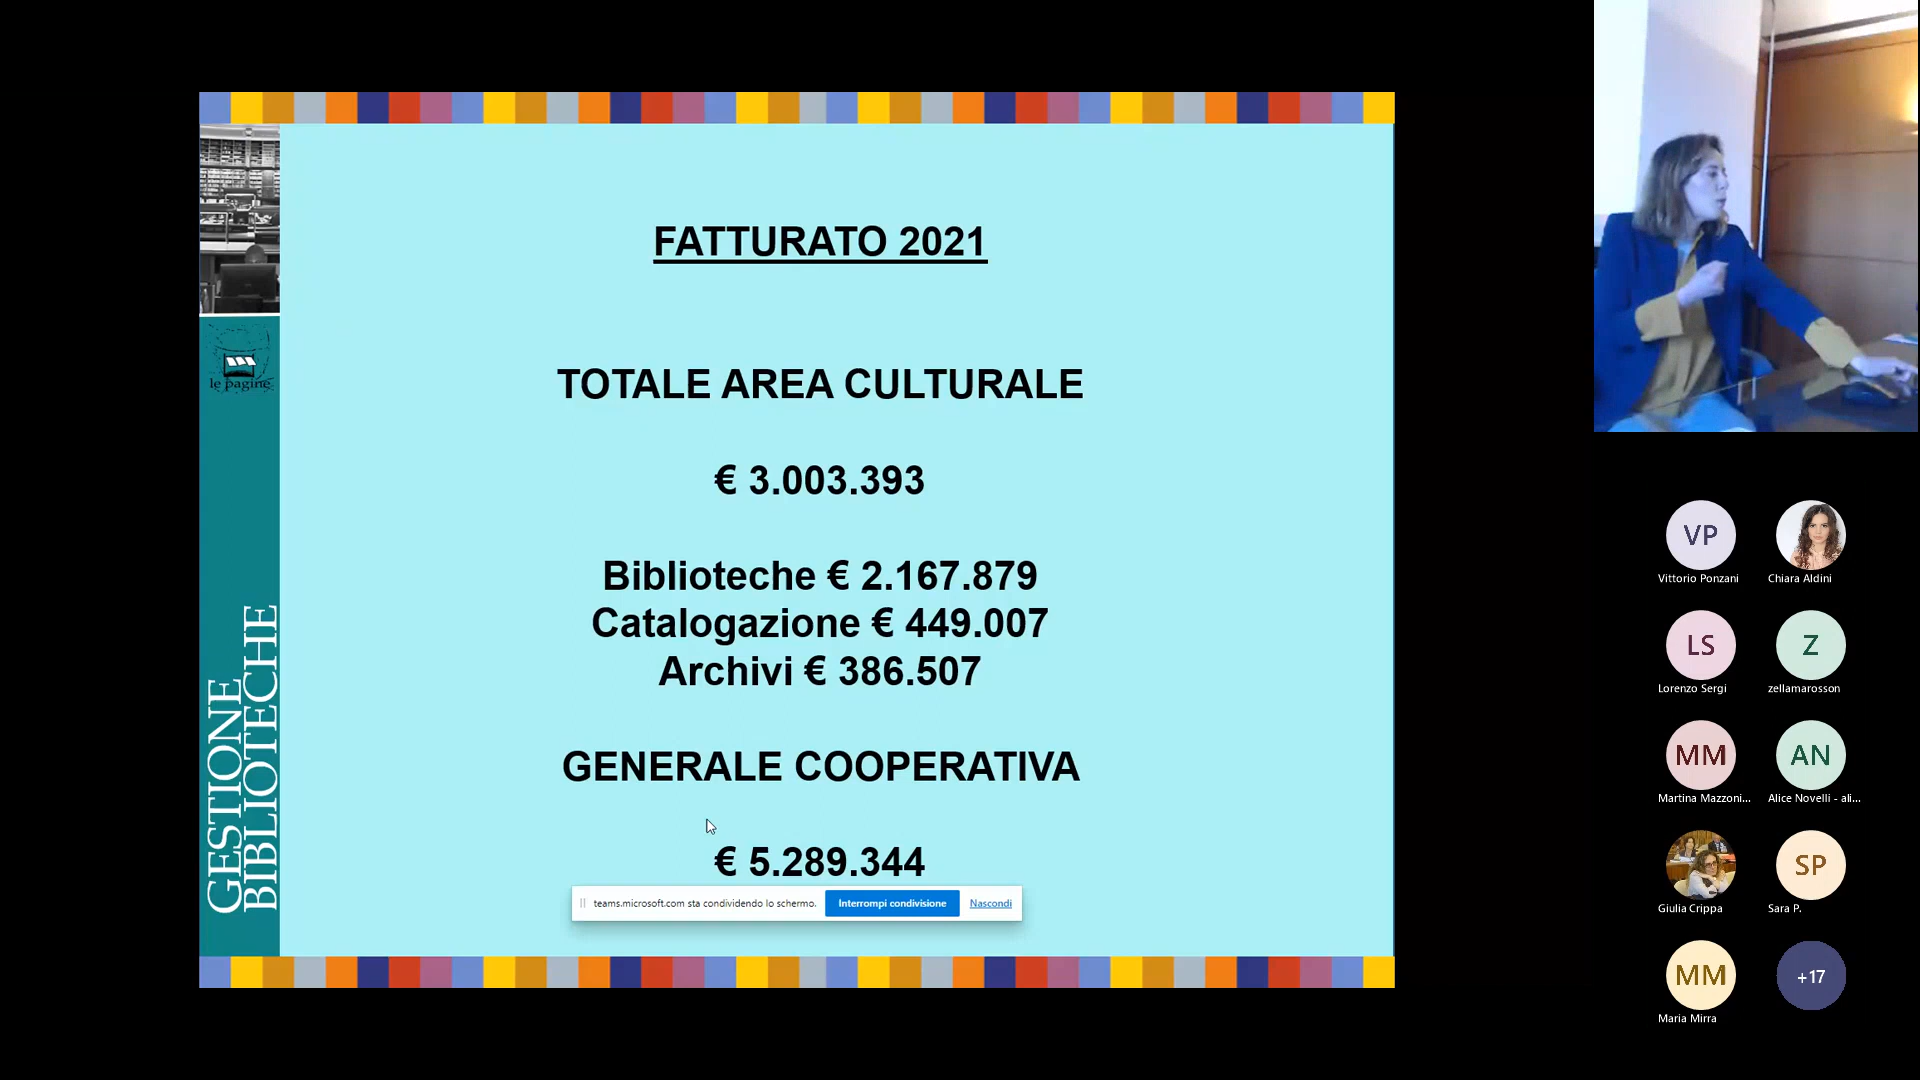 FATTURATO 2021
TOTALE AREA CULTURALE
€ 3.003.393
Biblioteche € 2.167.879
Catalogazione € 449.007
Archivi € 386.507
GENERALE COOPERATIVA
€ 5.289.344
teams.microsoft.com sta condividendo lo schermo.
Interrompi condivisione
Nascondi
le pagine
GESTIONE
BIBLIOTECHE
VP
Vittorio Ponzani
Chiara Aldini
LS
Lorenzo Sergi
Z
zellamarosson
MM
Martina Mazzoni...
AN
Alice Novelli - ali...
Giulia Crippa
SP
Sara P.
MM
Maria Mirra
+17